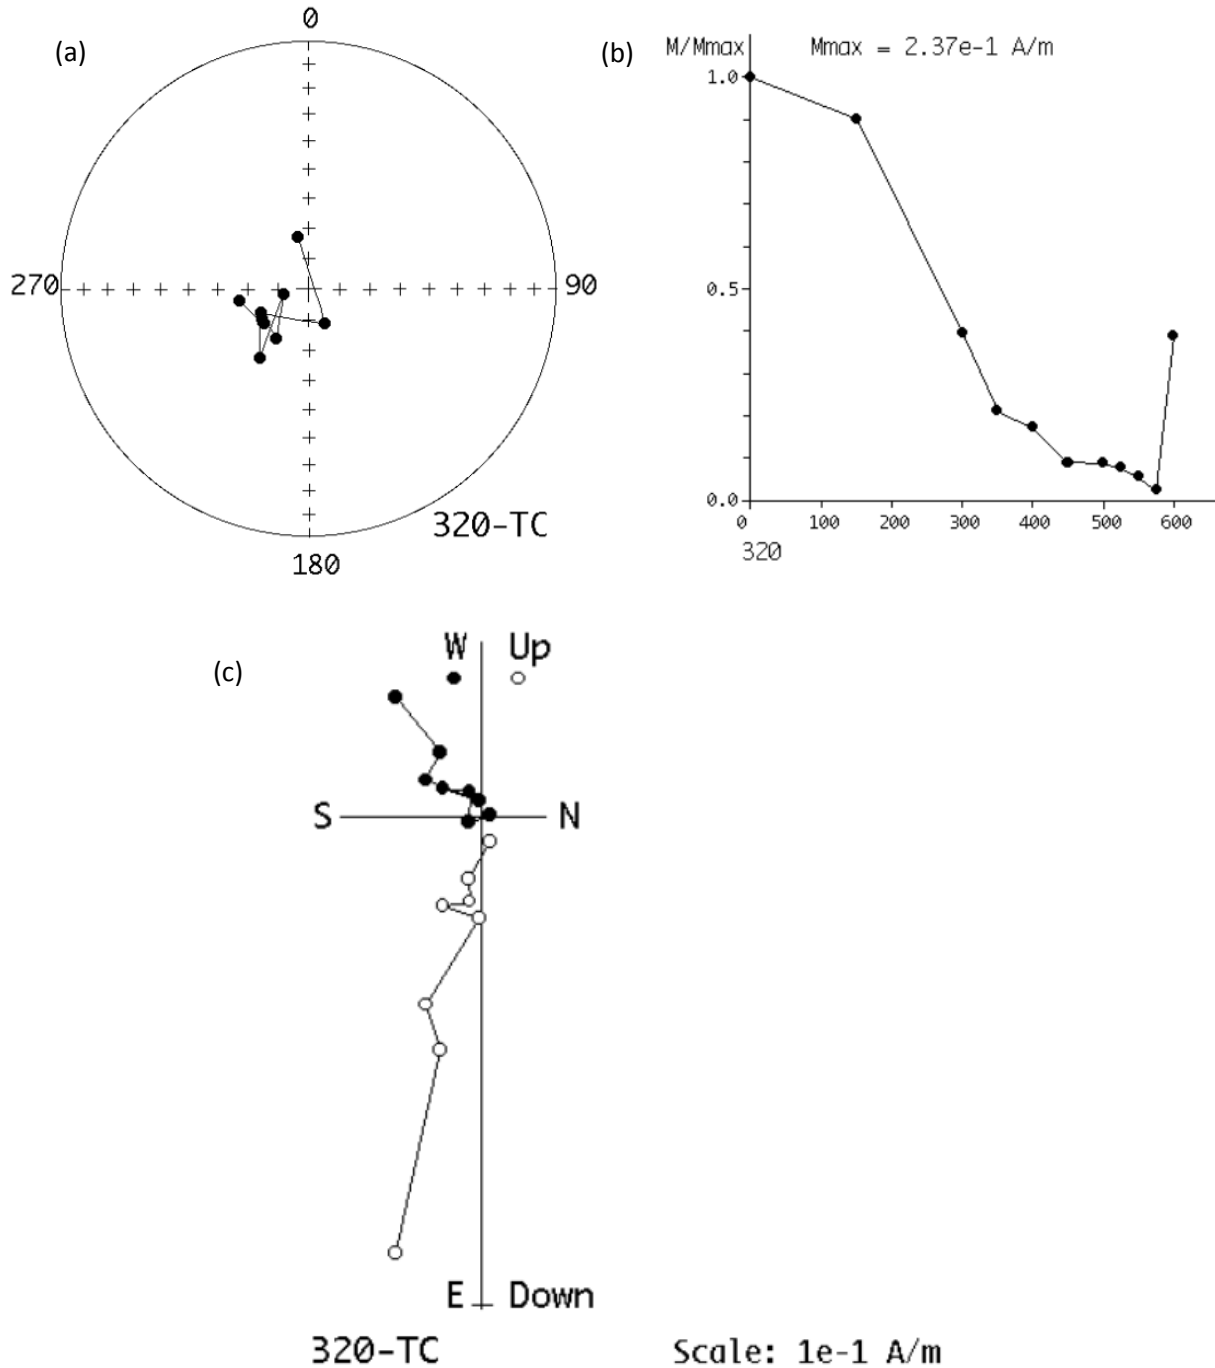 (a)
0
270
90
180
320-TC
(b)
M/Mmax
Mmax = 2.37e-1 A/m
1.0
0.5
0.0
0 100 200 300 400 500 600
320
(c)
W Up
S N
E Down
320-TC
Scale: 1e-1 A/m